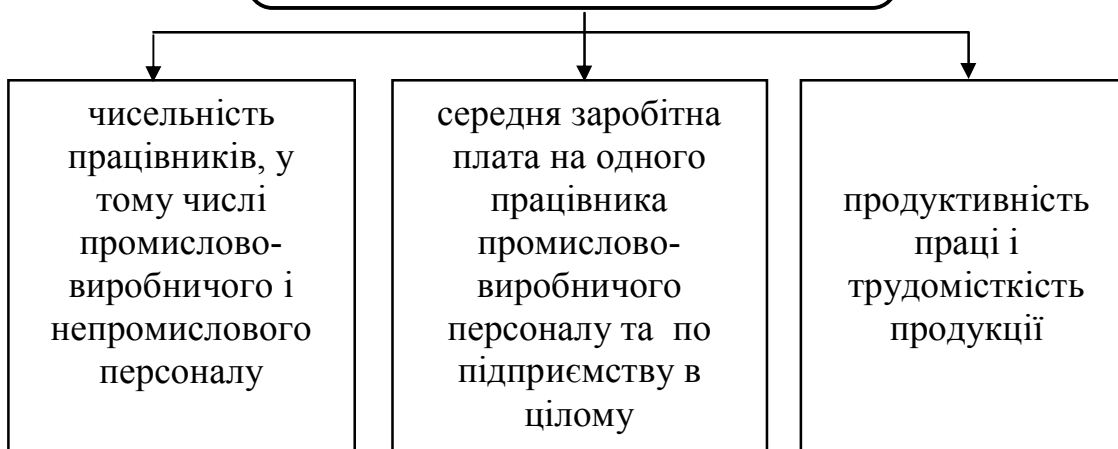 чисельність
працівників, у
тому числі
промислово-
виробничого і
непромислового
персоналу
середня заробітна
плата на одного
працівника
промислово-
виробничого
персоналу та по
підприємству в
цілому
продуктивність
праці і
трудомісткість
продукції